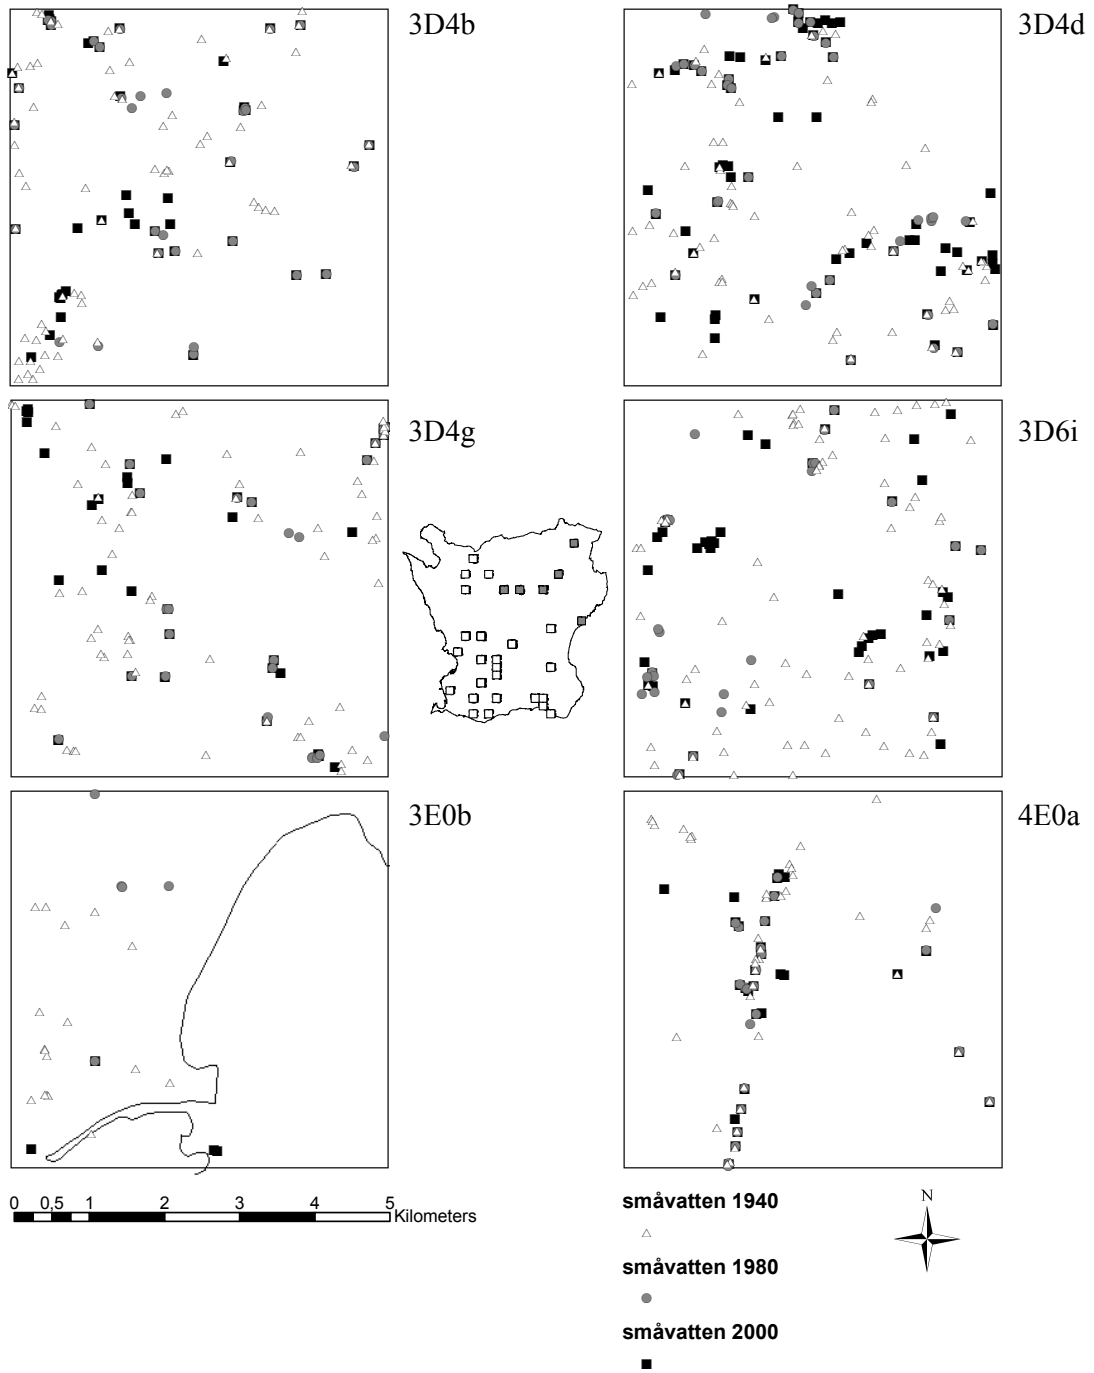 3D4b
3D4d
3D4g
3D6i
3E0b
4E0a
0 0,5 1 2 3 4 5
Kilometers
småvatten 1940
N
småvatten 1980
småvatten 2000